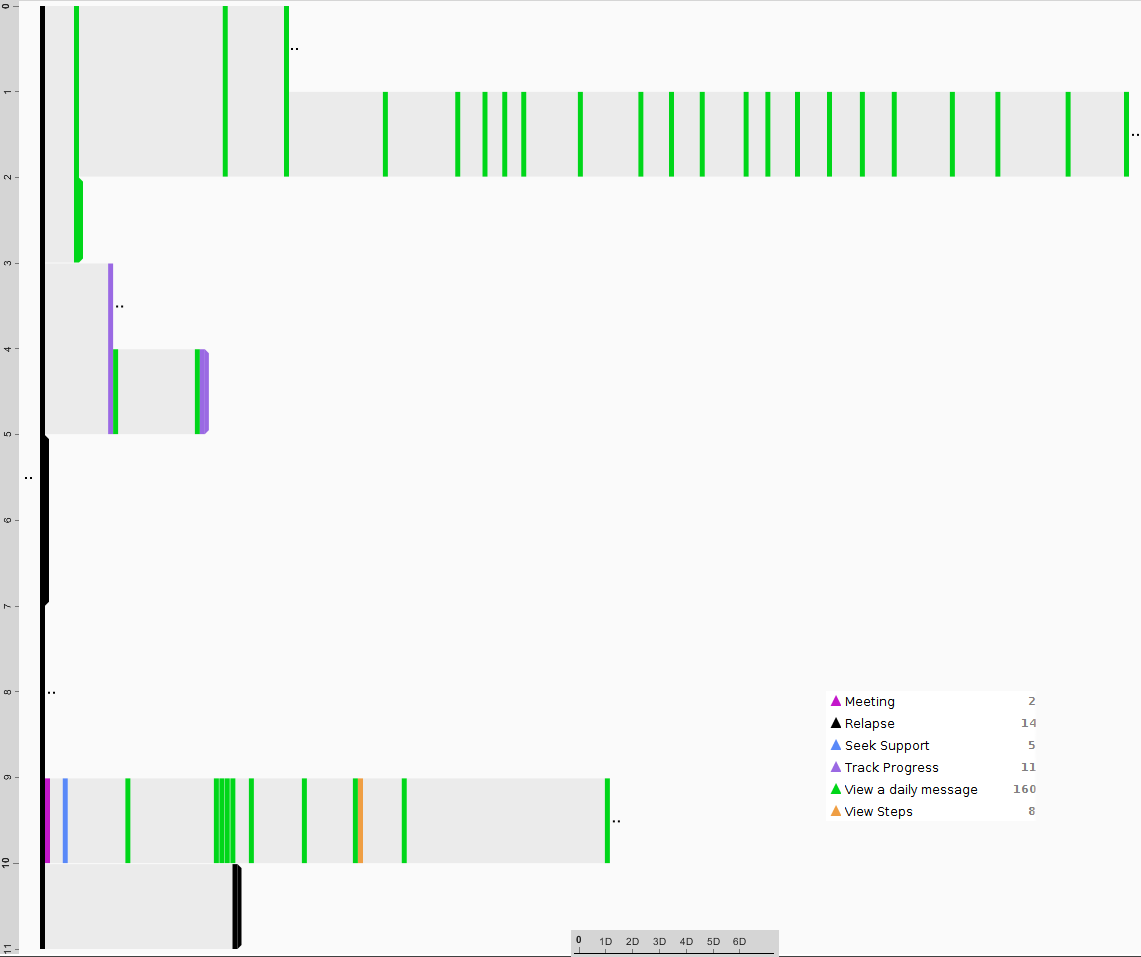 0
1
2
3
4
5
6
7
8
9
10
11
Meeting 2
Relapse 14
Seek Support 5
Track Progress 11
View a daily message 160
View Steps 8
0 1D 2D 3D 4D 5D 6D